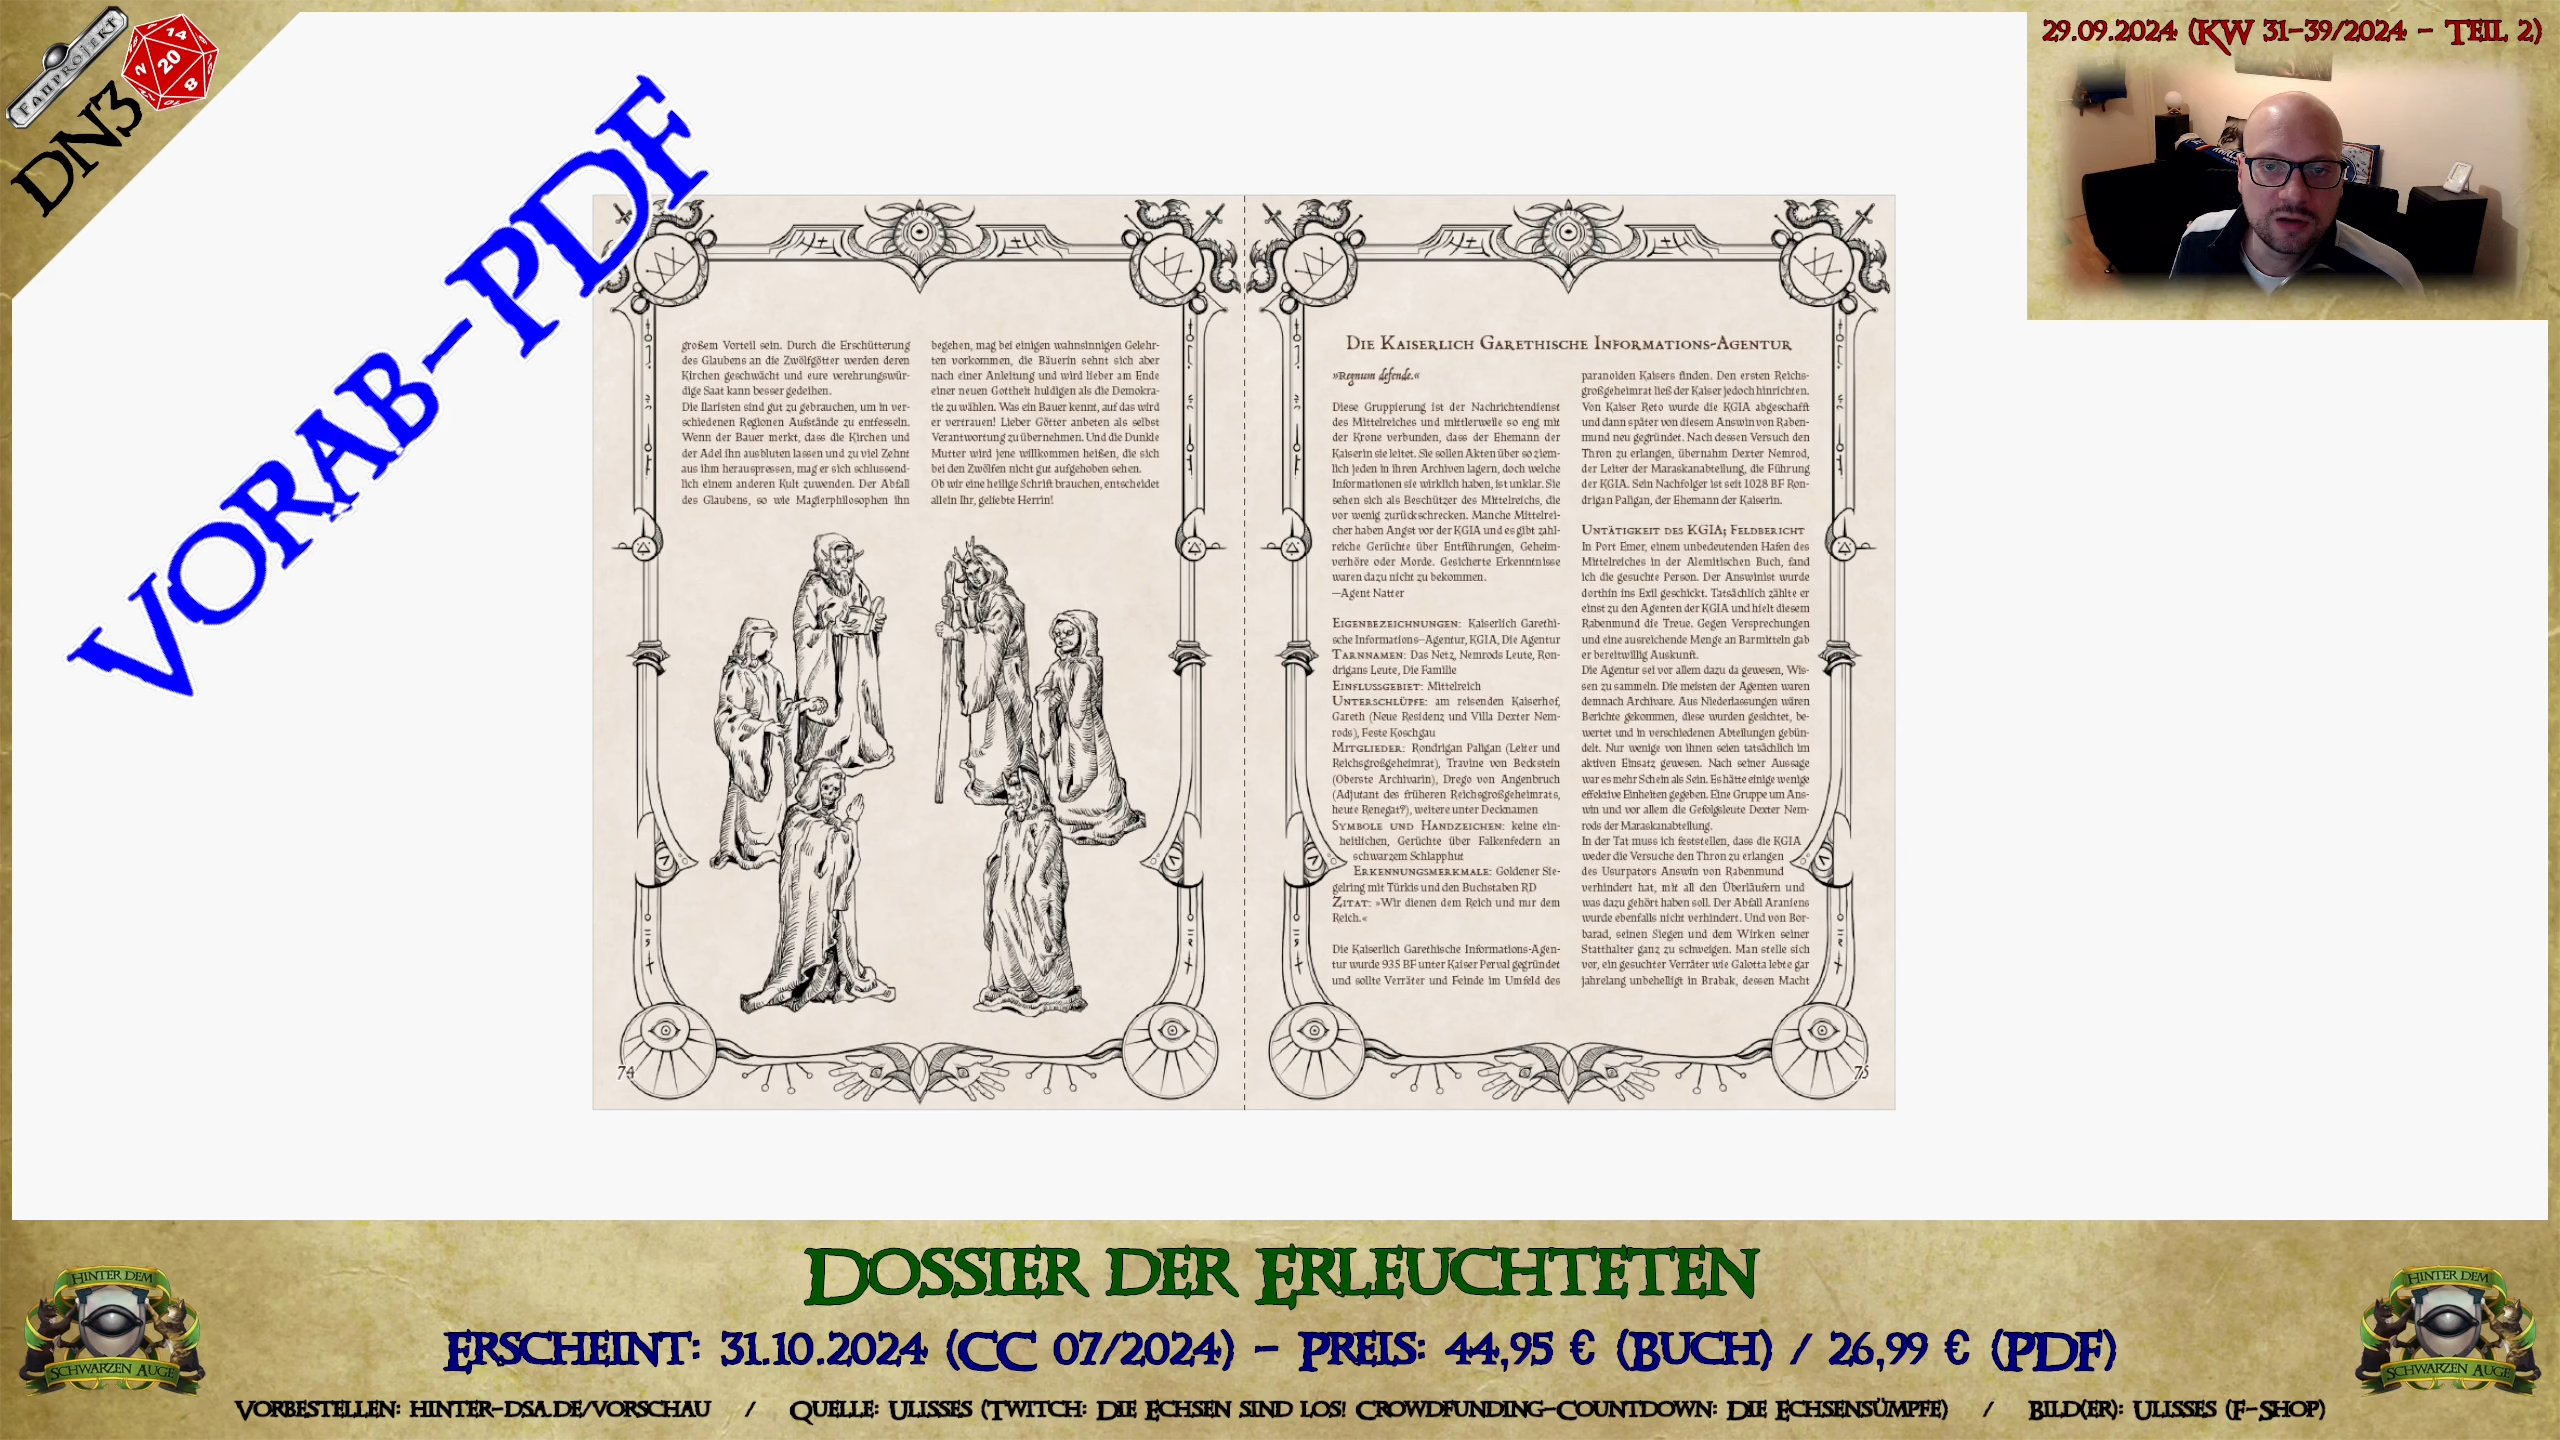 FANPROJEKT
DN3
14
20
2
8
10
29.09.2024 (KW 31-39/2024 - Teil 2)
VORAB-PDF
großem Vorteil sein. Durch die Erschütterung
des Glaubens an die Zwölfgötter werden deren
Kirchen geschwächt und eure verehrungswür-
dige Saat kann besser gedeihen.
Die Ilaristen sind gut zu gebrauchen, um in ver-
schiedenen Regionen Aufstände zu entfesseln.
Wenn der Bauer merkt, dass die Kirchen und
der Adel ihn ausbluten lassen und zu viel Zehnt
aus ihm herauspressen, mag er sich schlussend-
lich einem anderen Kult zuwenden. Der Abfall
des Glaubens, so wie Magierphilosophen ihn
begehen, mag bei einigen wahnsinnigen Gelehr-
ten vorkommen, die Bäuerin sehnt sich aber
nach einer Anleitung und wird lieber am Ende
einer neuen Gottheit huldigen als die Demokra-
tie zu wählen. Was ein Bauer kennt, auf das wird
er vertrauen! Lieber Götter anbeten als selbst
Verantwortung zu übernehmen. Und die Dunkle
Mutter wird jene willkommen heißen, die sich
bei den Zwölfen nicht gut aufgehoben sehen.
Ob wir eine heilige Schrift brauchen, entscheidet
allein Ihr, geliebte Herrin!
74
Die Kaiserlich Garethische Informations-Agentur
»Regnum defende.«
Diese Gruppierung ist der Nachrichtendienst
des Mittelreiches und mittlerweile so eng mit
der Krone verbunden, dass der Ehemann der
Kaiserin sie leitet. Sie sollen Akten über so ziem-
lich jeden in ihren Archiven lagern, doch welche
Informationen sie wirklich haben, ist unklar. Sie
sehen sich als Beschützer des Mittelreichs, die
vor wenig zurückschrecken. Manche Mittelrei-
cher haben Angst vor der KGIA und es gibt zahl-
reiche Gerüchte über Entführungen, Geheim-
verhöre oder Morde. Gesicherte Erkenntnisse
waren dazu nicht zu bekommen.
—Agent Natter
Eigenbezeichnungen: Kaiserlich Garethi-
sche Informations-Agentur, KGIA, Die Agentur
Tarnnamen: Das Netz, Nemrods Leute, Ron-
drigans Leute, Die Familie
Einflussgebiet: Mittelreich
Unterschlüpfe: am reisenden Kaiserhof,
Gareth (Neue Residenz und Villa Dexter Nem-
rods), Feste Koschgau
Mitglieder: Rondrigan Paligan (Leiter und
Reichsgroßgeheimrat), Travine von Beckstein
(Oberste Archivarin), Drego von Angenbruch
(Adjutant des früheren Reichsgroßgeheimrats,
heute Renegat?), weitere unter Decknamen
Symbole und Handzeichen: keine ein-
heitlichen, Gerüchte über Falkenfedern an
schwarzem Schlapphut
Erkennungsmerkmale: Goldener Sie-
gelring mit Türkis und den Buchstaben RD
Zitat: »Wir dienen dem Reich und nur dem
Reich.«
Die Kaiserlich Garethische Informations-Agen-
tur wurde 935 BF unter Kaiser Perval gegründet
und sollte Verräter und Feinde im Umfeld des
paranoiden Kaisers finden. Den ersten Reichs-
großgeheimrat ließ der Kaiser jedoch hinrichten.
Von Kaiser Reto wurde die KGIA abgeschafft
und dann später von diesem Answin von Raben-
mund neu gegründet. Nach dessen Versuch den
Thron zu erlangen, übernahm Dexter Nemrod,
der Leiter der Maraskanabteilung, die Führung
der KGIA. Sein Nachfolger ist seit 1028 BF Ron-
drigan Paligan, der Ehemann der Kaiserin.
Untätigkeit des KGIA; Feldbericht
In Port Emer, einem unbedeutenden Hafen des
Mittelreiches in der Alemitischen Buch, fand
ich die gesuchte Person. Der Answinist wurde
dorthin ins Exil geschickt. Tatsächlich zählte er
einst zu den Agenten der KGIA und hielt diesem
Rabenmund die Treue. Gegen Versprechungen
und eine ausreichende Menge an Barmitteln gab
er bereitwillig Auskunft.
Die Agentur sei vor allem dazu da gewesen, Wis-
sen zu sammeln. Die meisten der Agenten waren
demnach Archivare. Aus Niederlassungen wären
Berichte gekommen, diese wurden gesichtet, be-
wertet und in verschiedenen Abteilungen gebün-
delt. Nur wenige von ihnen seien tatsächlich im
aktiven Einsatz gewesen. Nach seiner Aussage
war es mehr Schein als Sein. Es hätte einige wenige
effektive Einheiten gegeben. Eine Gruppe um Ans-
win und vor allem die Gefolgsleute Dexter Nem-
rods der Maraskanabteilung.
In der Tat muss ich feststellen, dass die KGIA
weder die Versuche den Thron zu erlangen
des Usurpators Answin von Rabenmund
verhindert hat, mit all den Überläufern und
was dazu gehört haben soll. Der Abfall Araniens
wurde ebenfalls nicht verhindert. Und von Bor-
barad, seinen Siegen und dem Wirken seiner
Statthalter ganz zu schweigen. Man stelle sich
vor, ein gesuchter Verräter wie Galotta lebte gar
jahrelang unbehelligt in Brabak, dessen Macht
75
Dossier der Erleuchteten
Erscheint: 31.10.2024 (CC 07/2024) - Preis: 44,95 € (Buch) / 26,99 € (PDF)
Vorbestellen: hinter-dsa.de/vorschau / Quelle: Ulisses (Twitch: Die Echsen sind los! Crowdfunding-Countdown: Die Echsensümpfe) / Bild(er): Ulisses (F-Shop)
Hinter dem
Schwarzen Auge
Hinter dem
Schwarzen Auge